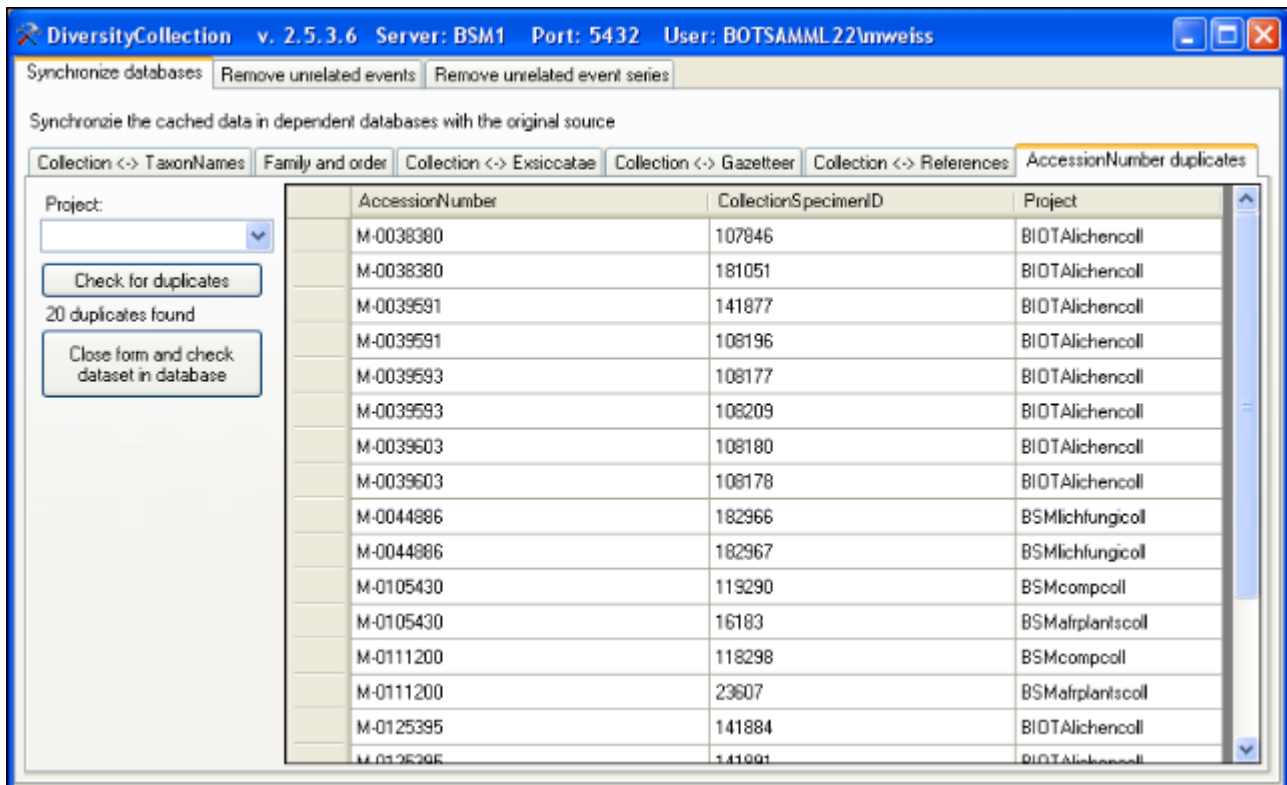 DiversityCollection v. 2.5.3.6 Server: BSM1 Port: 5432 User: BOTSAMML22\mweiss
Synchronize databases Remove unrelated events Remove unrelated event series
Synchronzie the cached data in dependent databases with the original source
Collection <-> TaxonNames Family and order Collection <-> Exsiccatae Collection <-> Gazetteer Collection <-> References AccessionNumber duplicates
Project:
Check for duplicates
20 duplicates found
Close form and check
dataset in database
AccessionNumber CollectionSpecimenID Project
M-0038380 107846 BIOTAlichencoll
M-0038380 181051 BIOTAlichencoll
M-0039591 141877 BIOTAlichencoll
M-0039591 108196 BIOTAlichencoll
M-0039593 108177 BIOTAlichencoll
M-0039593 108209 BIOTAlichencoll
M-0039603 108180 BIOTAlichencoll
M-0039603 108178 BIOTAlichencoll
M-0044886 182966 BSMlichfungicoll
M-0044886 182967 BSMlichfungicoll
M-0105430 119290 BSMcompcoll
M-0105430 16183 BSMafrplantscoll
M-0111200 118298 BSMcompcoll
M-0111200 23607 BSMafrplantscoll
M-0125395 141884 BIOTAlichencoll
M-0125395 141891 BIOTAlichencoll